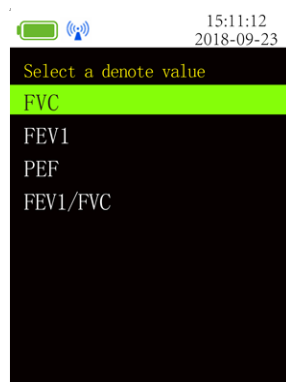 15:11:12
2018-09-23
Select a denote value
FVC
FEV1
PEF
FEV1/FVC